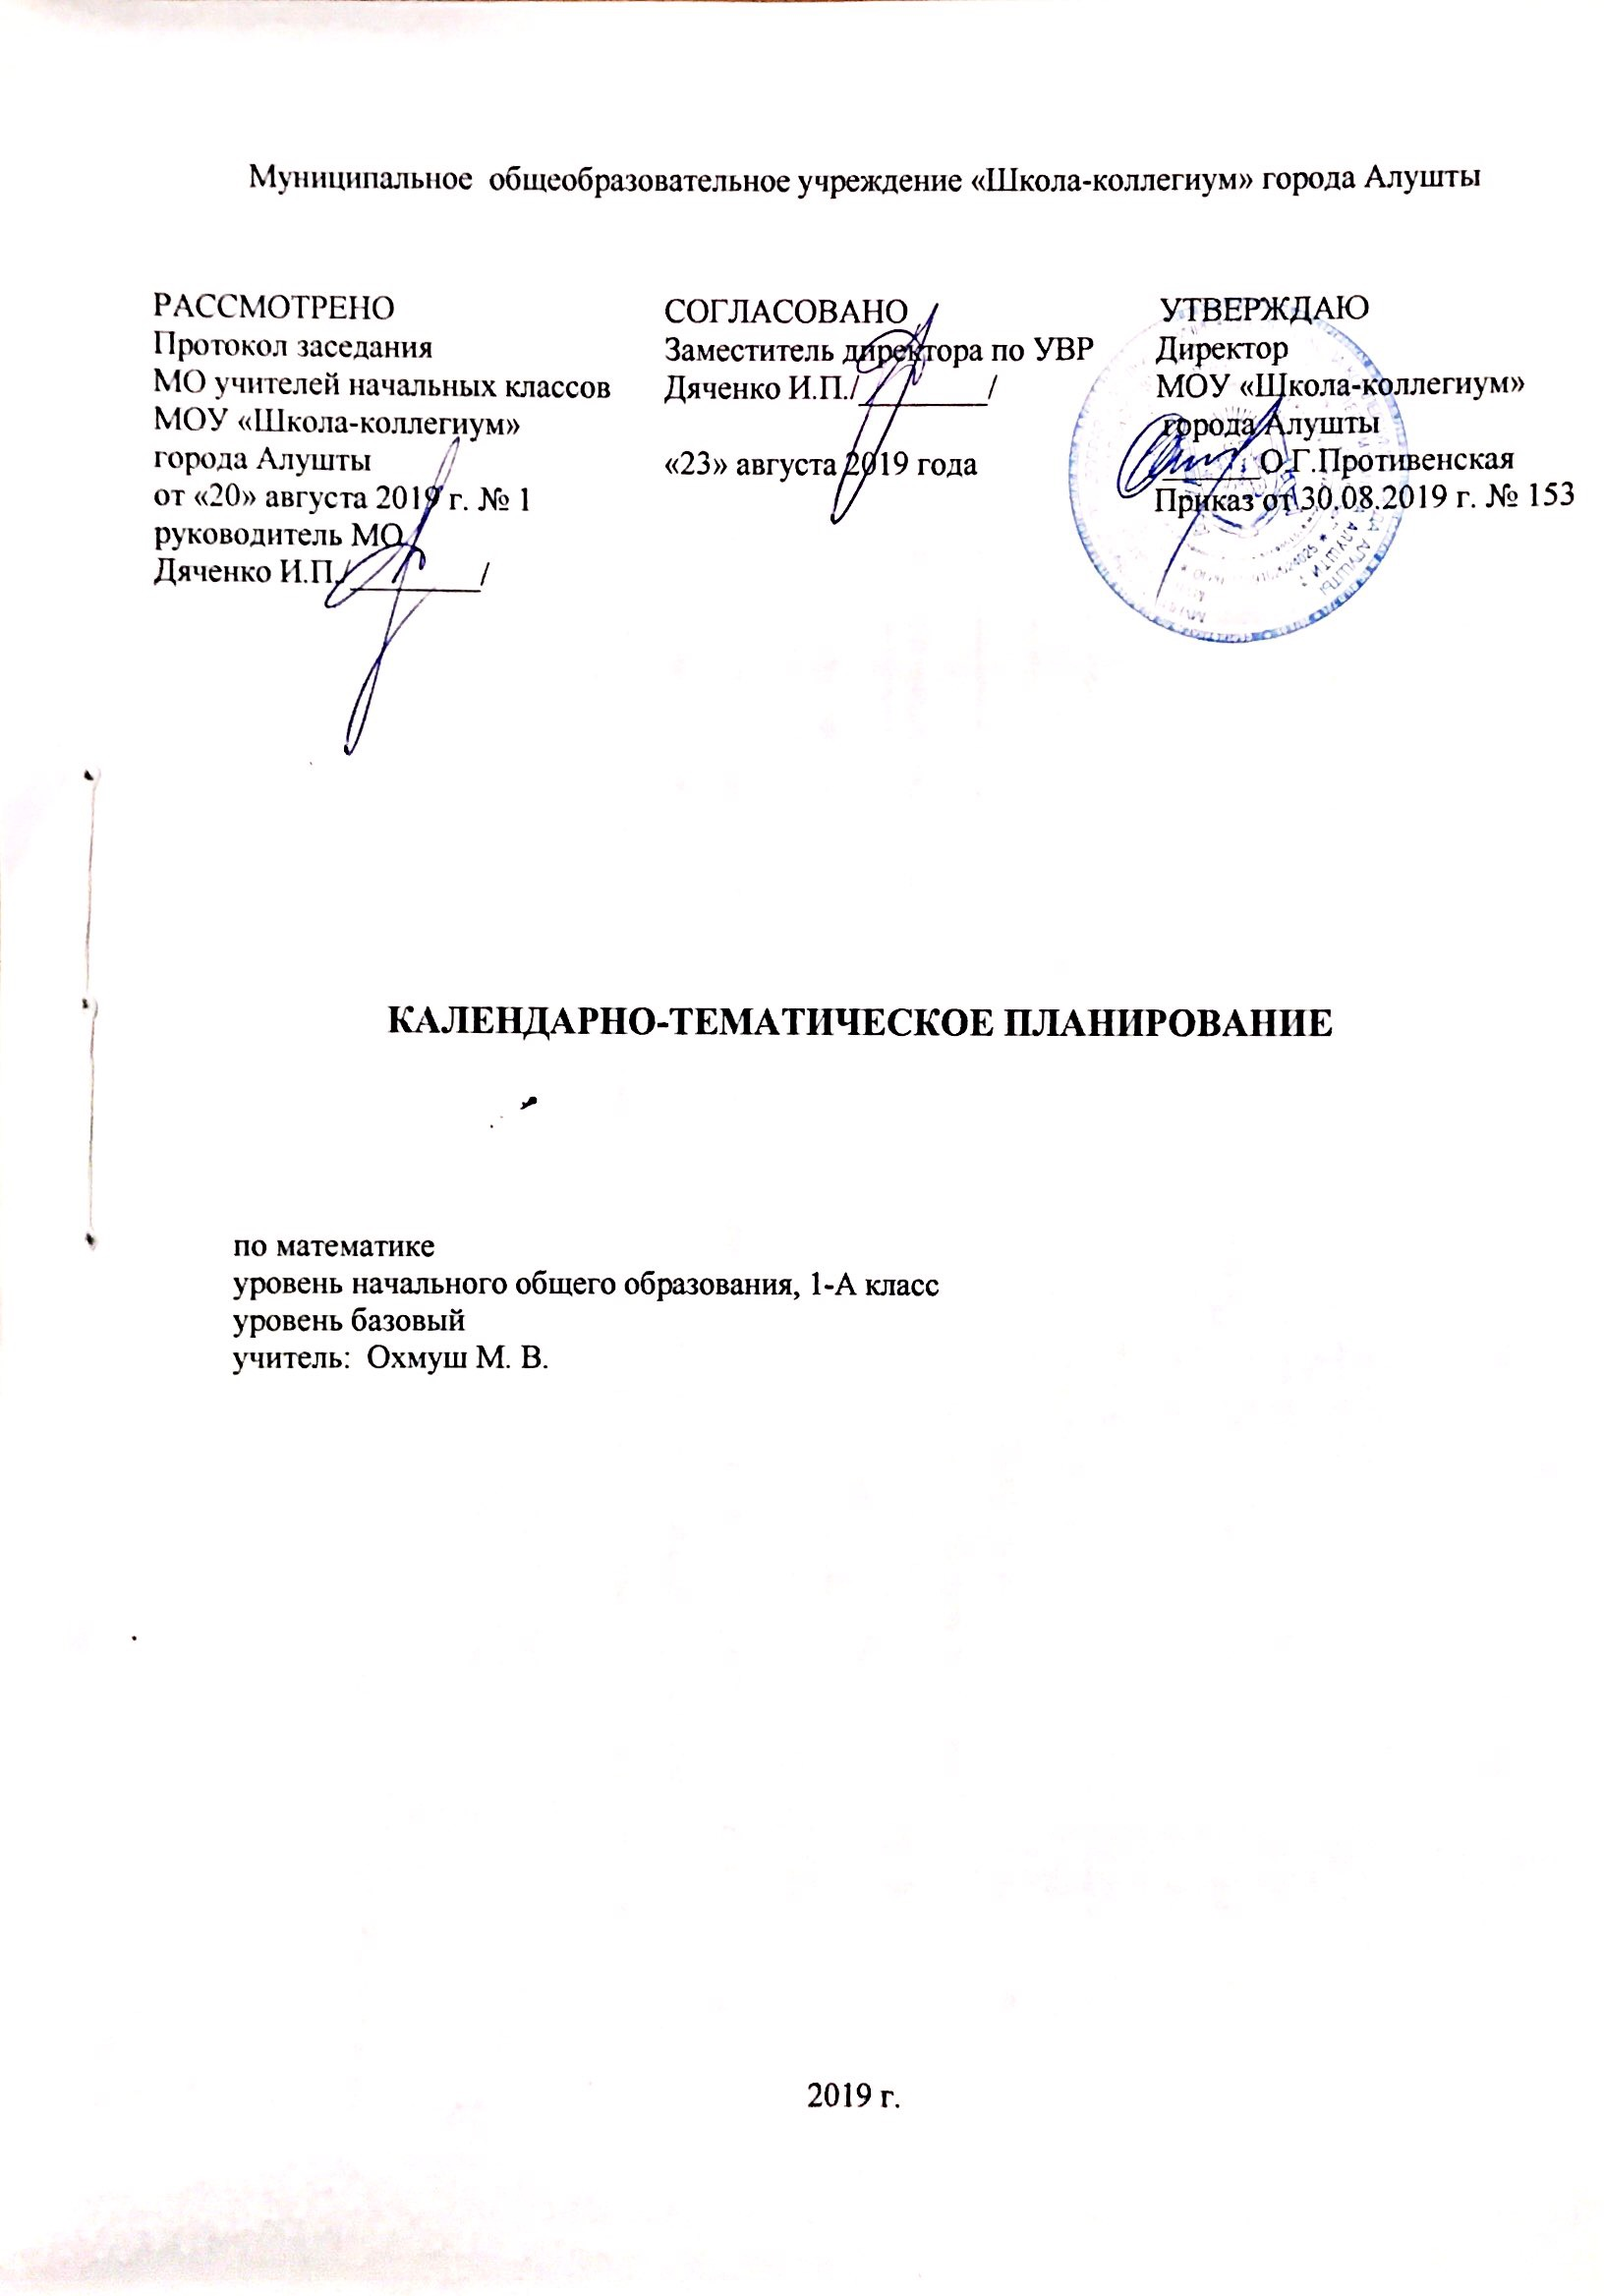 Муниципальное общеобразовательное учреждение «Школа-коллегиум» города Алушты
РАССМОТРЕНО
Протокол заседания
МО учителей начальных классов
МОУ «Школа-коллегиум»
города Алушты
от «20» августа 2019 г. № 1
руководитель МО
Дяченко И.П./________/
СОГЛАСОВАНО
Заместитель директора по УВР
Дяченко И.П./________/
«23» августа 2019 года
УТВЕРЖДАЮ
Директор
МОУ «Школа-коллегиум»
города Алушты
______О.Г.Противенская
Приказ от 30.08.2019 г. № 153
КАЛЕНДАРНО-ТЕМАТИЧЕСКОЕ ПЛАНИРОВАНИЕ
по математике
уровень начального общего образования, 1-А класс
уровень базовый
учитель: Охмуш М. В.
2019 г.